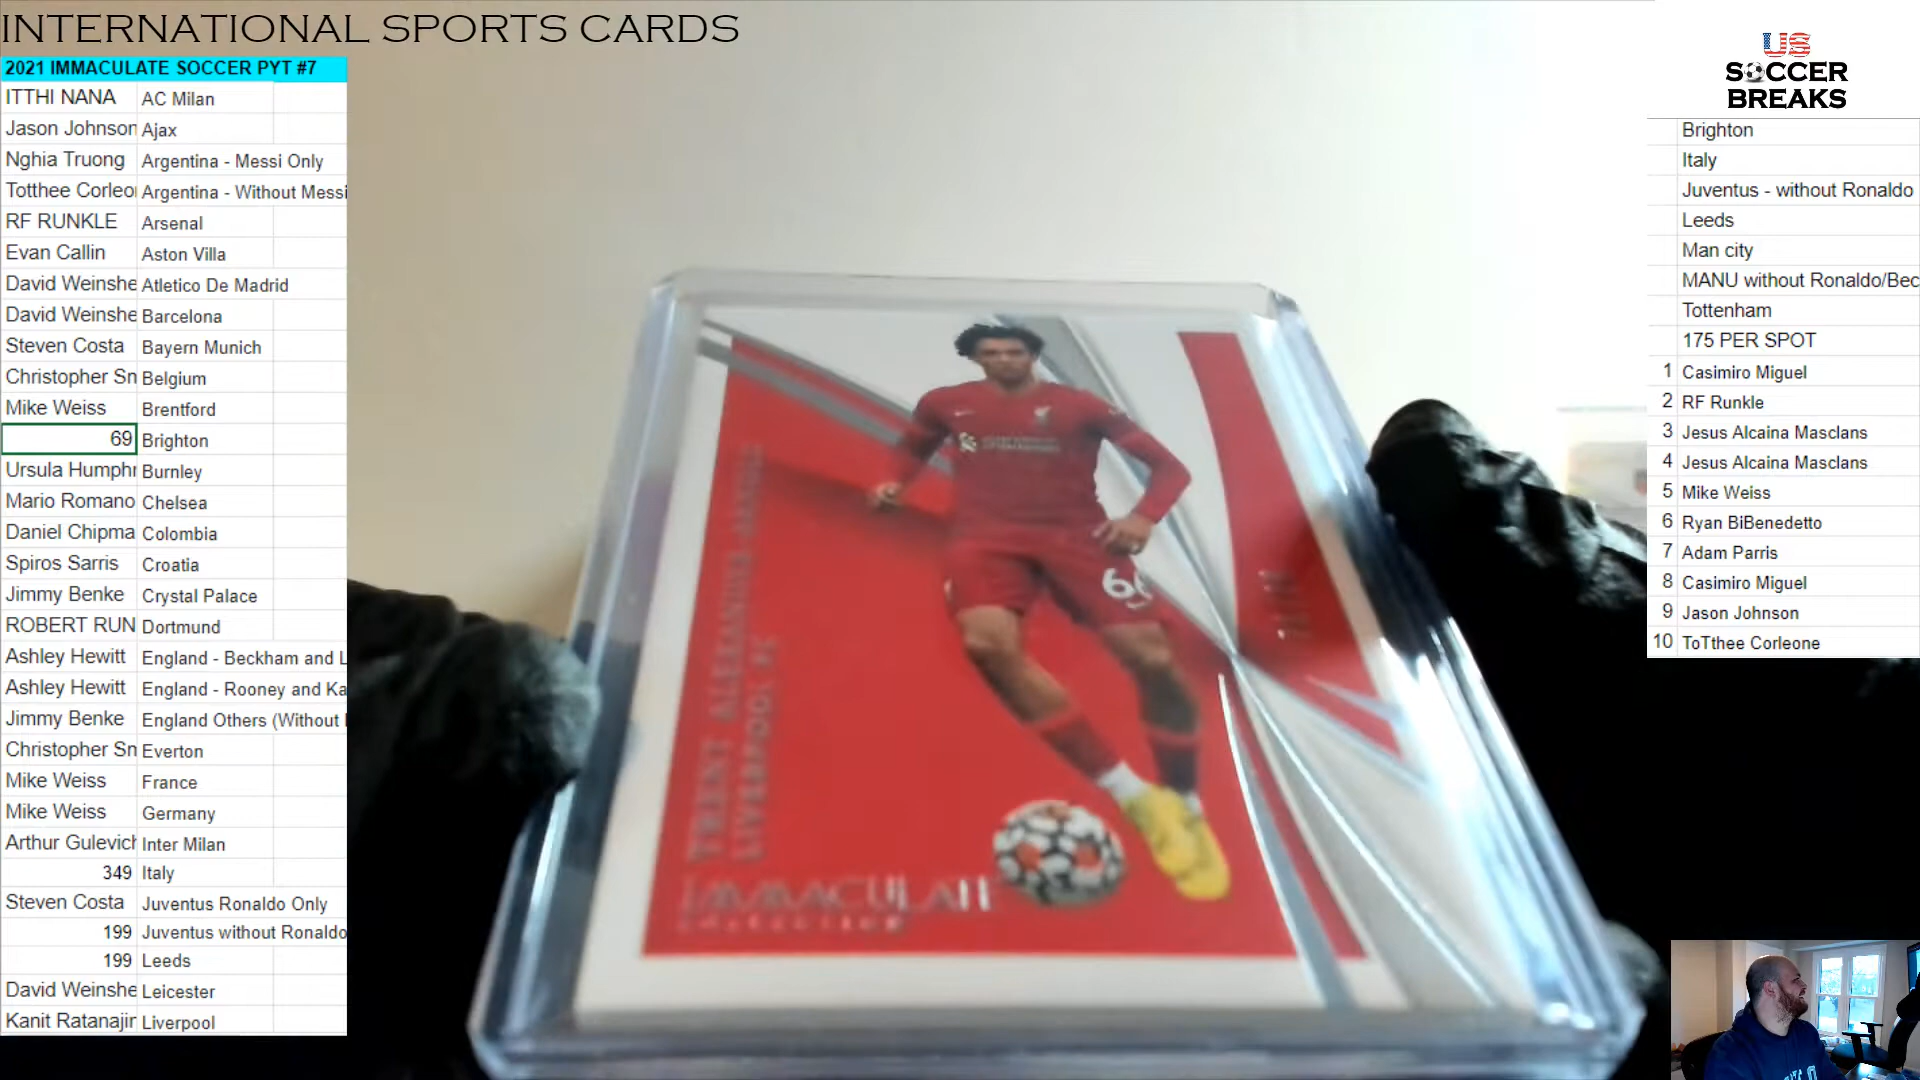 INTERNATIONAL SPORTS CARDS
2021 IMMACULATE SOCCER PYT #7
ITTHI NANA AC Milan
Jason Johnson Ajax
Nghia Truong Argentina - Messi Only
Totthee Corleo Argentina - Without Messi
RF RUNKLE Arsenal
Evan Callin Aston Villa
David Weinshe Atletico De Madrid
David Weinshe Barcelona
Steven Costa Bayern Munich
Christopher Sn Belgium
Mike Weiss Brentford
69 Brighton
Ursula Humphr Burnley
Mario Romano Chelsea
Daniel Chipma Colombia
Spiros Sarris Croatia
Jimmy Benke Crystal Palace
ROBERT RUN Dortmund
Ashley Hewitt England - Beckham and L
Ashley Hewitt England - Rooney and Ka
Jimmy Benke England Others (Without
Christopher Sn Everton
Mike Weiss France
Mike Weiss Germany
Arthur Gulevich Inter Milan
349 Italy
Steven Costa Juventus Ronaldo Only
199 Juventus without Ronaldo
199 Leeds
David Weinshe Leicester
Kanit Ratanajir Liverpool
TRENT ALEXANDER-ARNOLD
LIVERPOOL FC
IMMACULATE
COLLECTION
66
US
SOCCER
BREAKS
Brighton
Italy
Juventus - without Ronaldo
Leeds
Man city
MANU without Ronaldo/Bec
Tottenham
175 PER SPOT
1 Casimiro Miguel
2 RF Runkle
3 Jesus Alcaina Masclans
4 Jesus Alcaina Masclans
5 Mike Weiss
6 Ryan BiBenedetto
7 Adam Parris
8 Casimiro Miguel
9 Jason Johnson
10 ToTthee Corleone